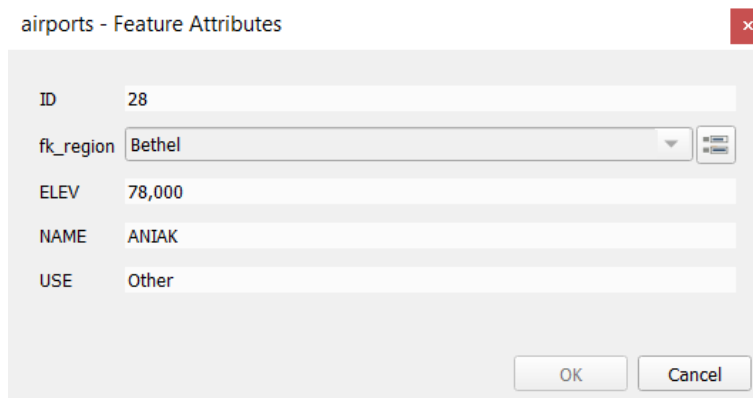 airports - Feature Attributes
ID 28
fk_region Bethel
ELEV 78,000
NAME ANIAK
USE Other
OK Cancel